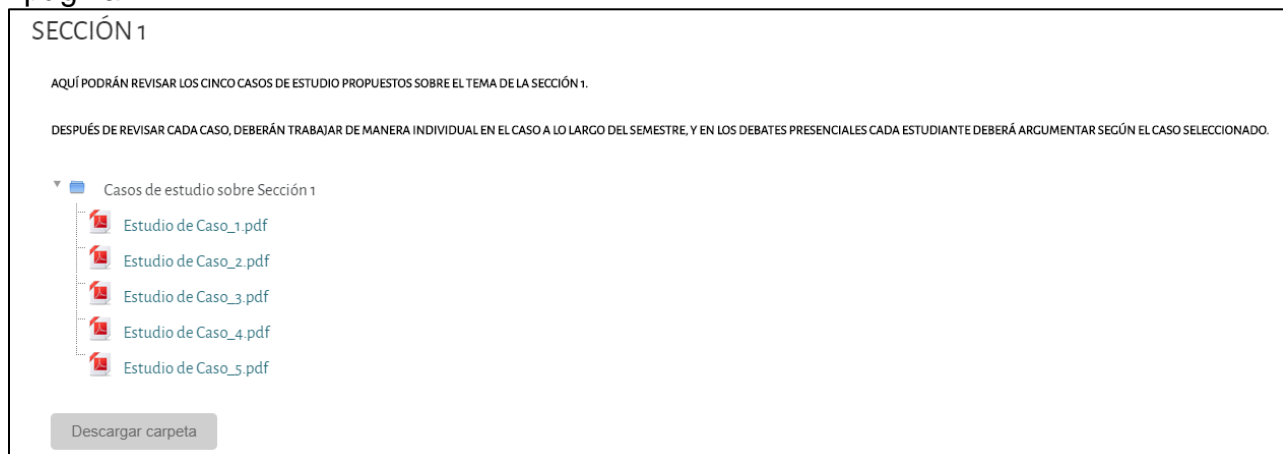 SECCIÓN 1
AQUÍ PODRÁN REVISAR LOS CINCO CASOS DE ESTUDIO PROPUESTOS SOBRE EL TEMA DE LA SECCIÓN 1.
DESPUÉS DE REVISAR CADA CASO, DEBERÁN TRABAJAR DE MANERA INDIVIDUAL EN EL CASO A LO LARGO DEL SEMESTRE, Y EN LOS DEBATES PRESENCIALES CADA ESTUDIANTE DEBERÁ ARGUMENTAR SEGÚN EL CASO SELECCIONADO.
Casos de estudio sobre Sección 1
Estudio de Caso_1.pdf
Estudio de Caso_2.pdf
Estudio de Caso_3.pdf
Estudio de Caso_4.pdf
Estudio de Caso_5.pdf
Descargar carpeta